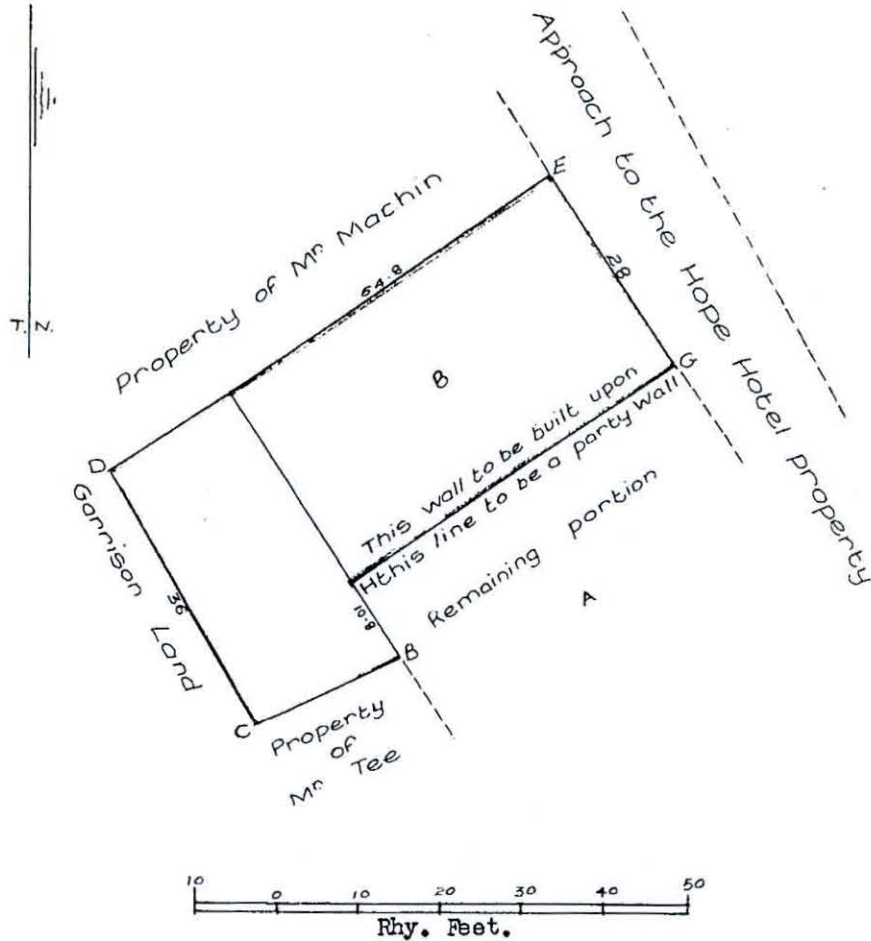 Approach to the Hope Hotel property
E
Property of Mr Machin
64·8
28
T. N.
G
B
This wall to be built upon
this line to be a party wall
H
D
Garrison Land
36
10·8
Remaining portion
A
B
C
Property
of
Mr Tee
10 0 10 20 30 40 50
Rhy. Feet.